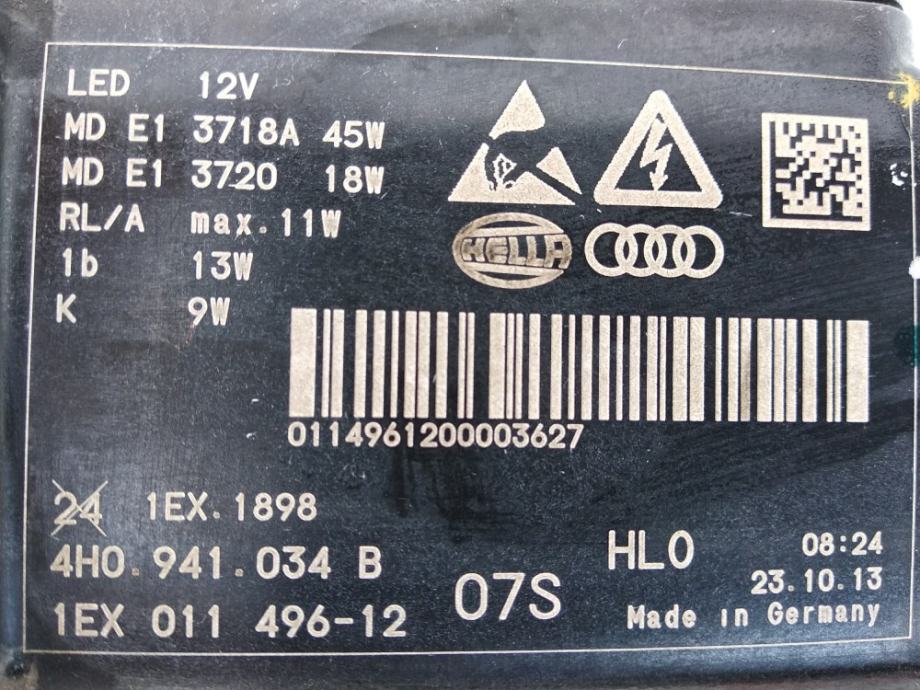 LED 12V
MD E1 3718A 45W
MD E1 3720 18W
RL/A max.11W
1b 13W
K 9W
HELLA
0114961200003627
24 1EX.1898
4H0.941.034 B
1EX 011 496-12
07S
HL0
08:24
23.10.13
Made in Germany